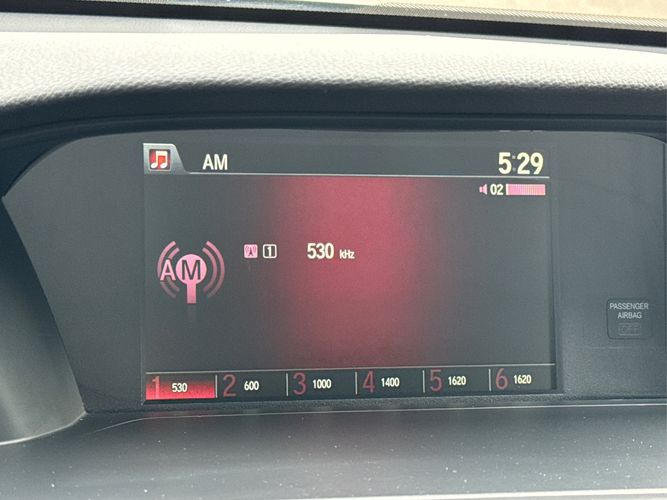 AM 5:29
02
AM 1 530 kHz
PASSENGER
AIRBAG
OFF
1 530 2 600 3 1000 4 1400 5 1620 6 1620